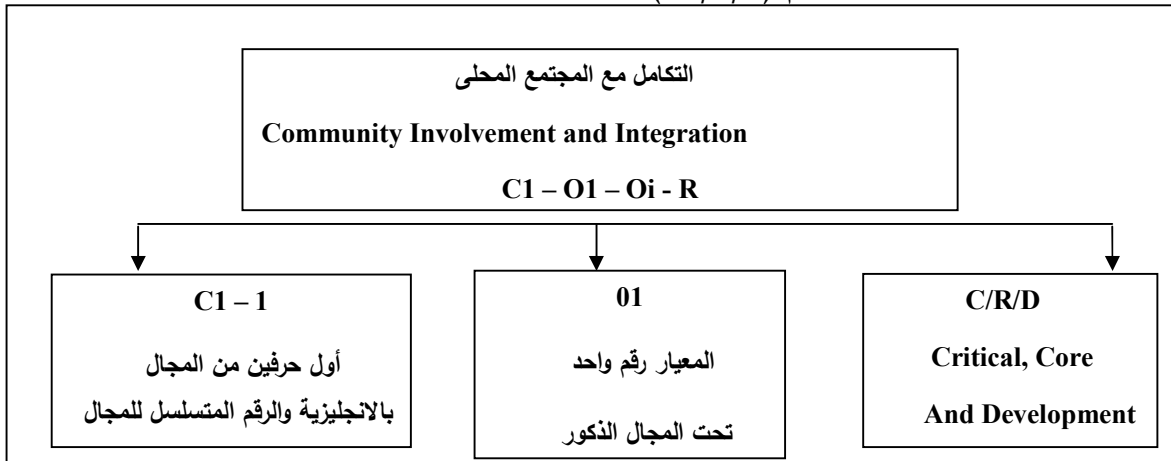 التكامل مع المجتمع المحلى
Community Involvement and Integration
C1 – O1 – Oi - R
C1 – 1
أول حرفين من المجال
بالانجليزية والرقم المتسلسل للمجال
01
المعيار رقم واحد
تحت المجال الذكور
C/R/D
Critical, Core
And Development